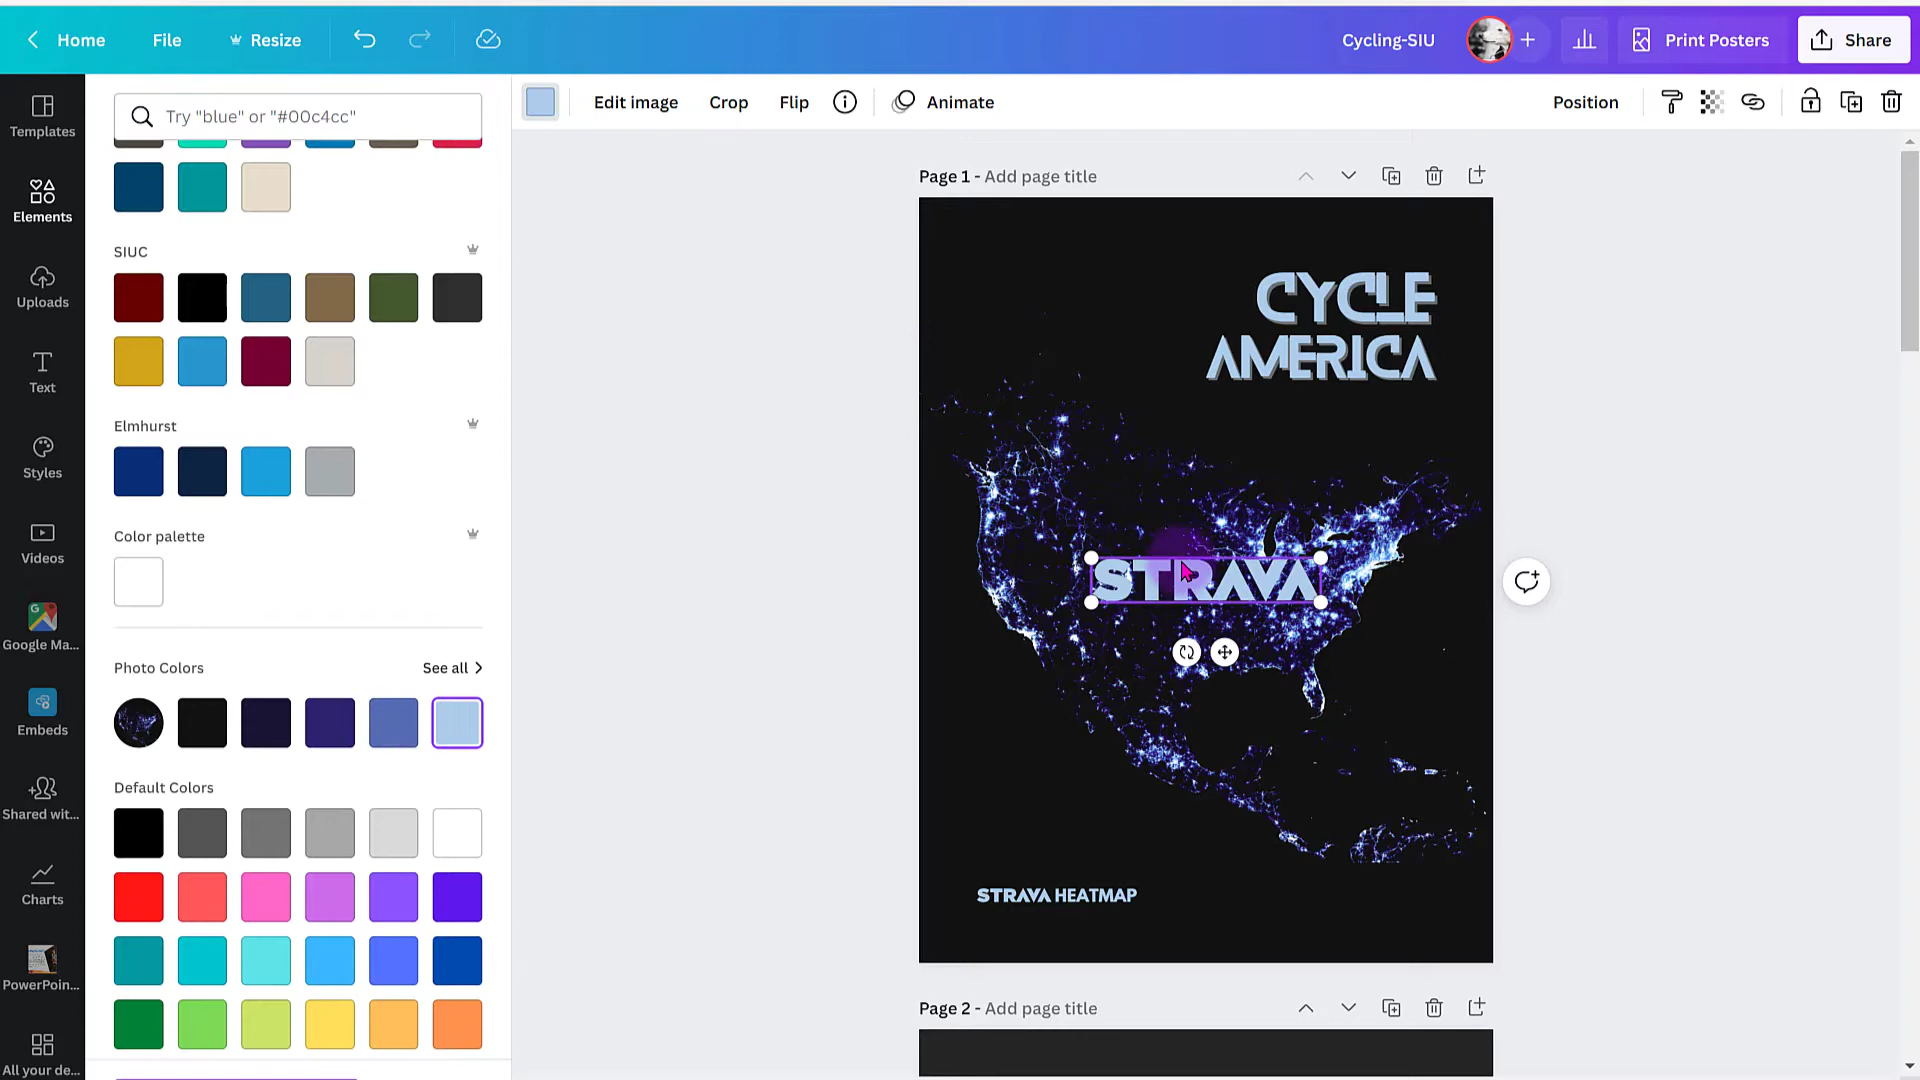 Home
File
Resize
Cycling-SIU
Print Posters
Share
Templates
Elements
Uploads
Text
Styles
Videos
Google Ma...
Embeds
Shared wit...
Charts
PowerPoin...
All your de...
Try "blue" or "#00c4cc"
SIUC
Elmhurst
Color palette
Photo Colors
See all
Default Colors
Edit image
Crop
Flip
Animate
Position
Page 1 - Add page title
CYCLE
AMERICA
STRAVA
STRAVA HEATMAP
Page 2 - Add page title